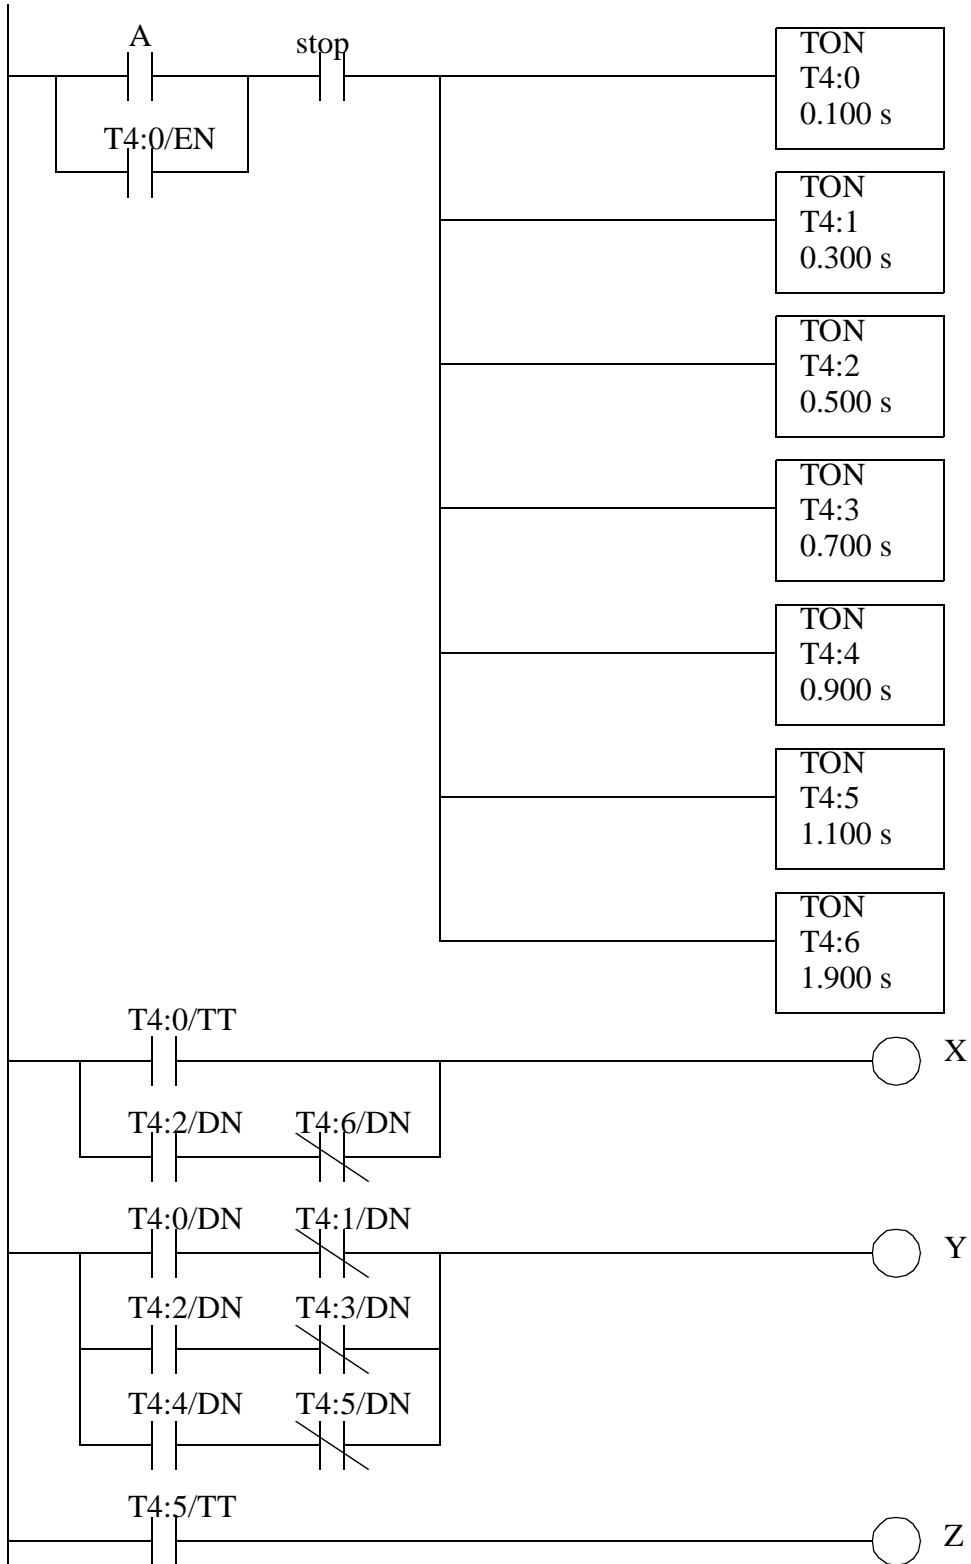 A
stop
T4:0/EN
TON
T4:0
0.100 s
TON
T4:1
0.300 s
TON
T4:2
0.500 s
TON
T4:3
0.700 s
TON
T4:4
0.900 s
TON
T4:5
1.100 s
TON
T4:6
1.900 s
T4:0/TT
X
T4:2/DN T4:6/DN
T4:0/DN T4:1/DN
Y
T4:2/DN T4:3/DN
T4:4/DN T4:5/DN
T4:5/TT
Z